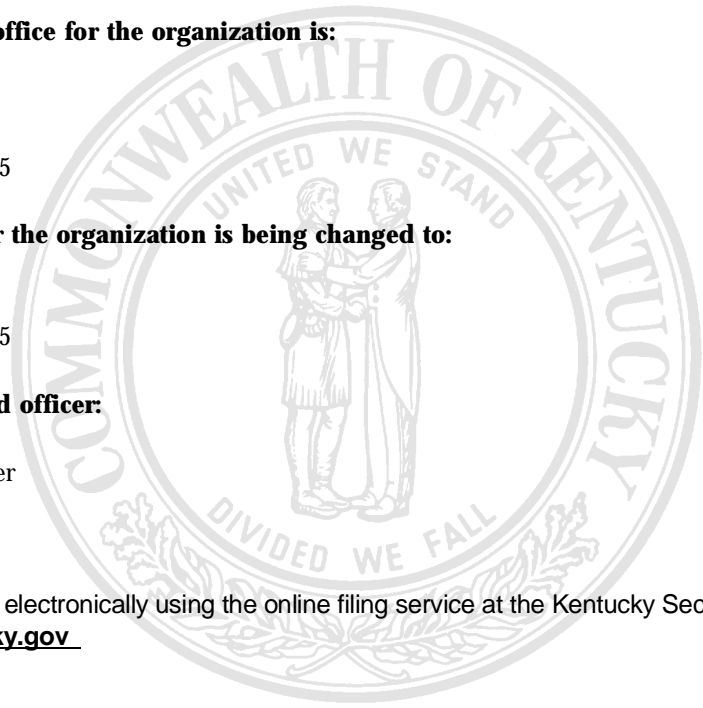 office for the organization is:
5
the organization is being changed to:
5
d officer:
er
electronically using the online filing service at the Kentucky Sec
ky.gov
COMMONWEALTH OF KENTUCKY
UNITED WE STAND
DIVIDED WE FALL